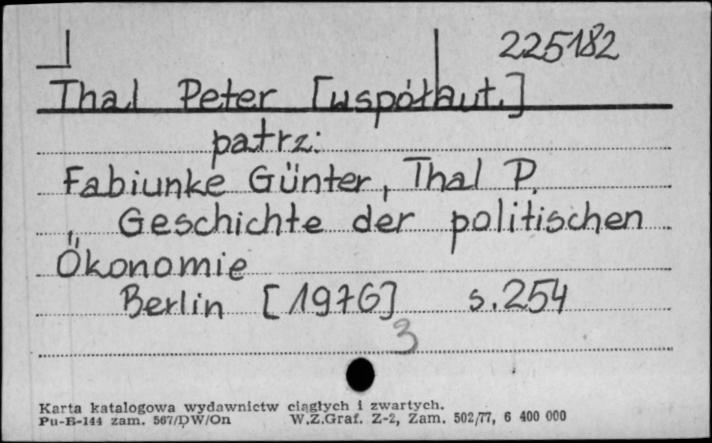 225182
Thal Peter [współaut.]
patrz:
Fabiunke Günter, Thal P.
Geschichte der politischen
Ökonomie
Berlin [1976] s. 254
3
Karta katalogowa wydawnictw ciągłych i zwartych.
Pu-B-144 zam. 567/DW/On W.Z.Graf. Z-2, Zam. 502/77, 6 400 000